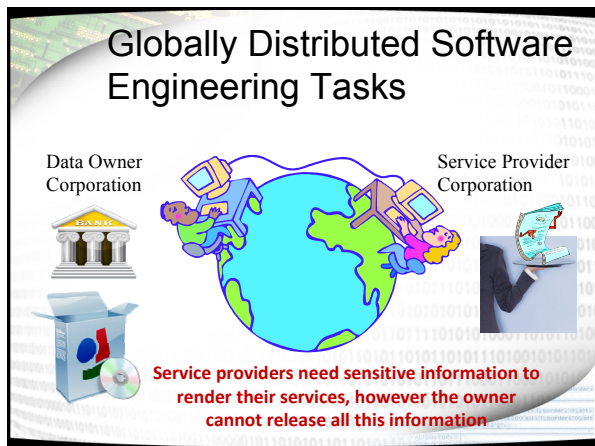 Globally Distributed Software
Engineering Tasks
Data Owner
Corporation
Service Provider
Corporation
BANK
Service providers need sensitive information to
render their services, however the owner
cannot release all this information